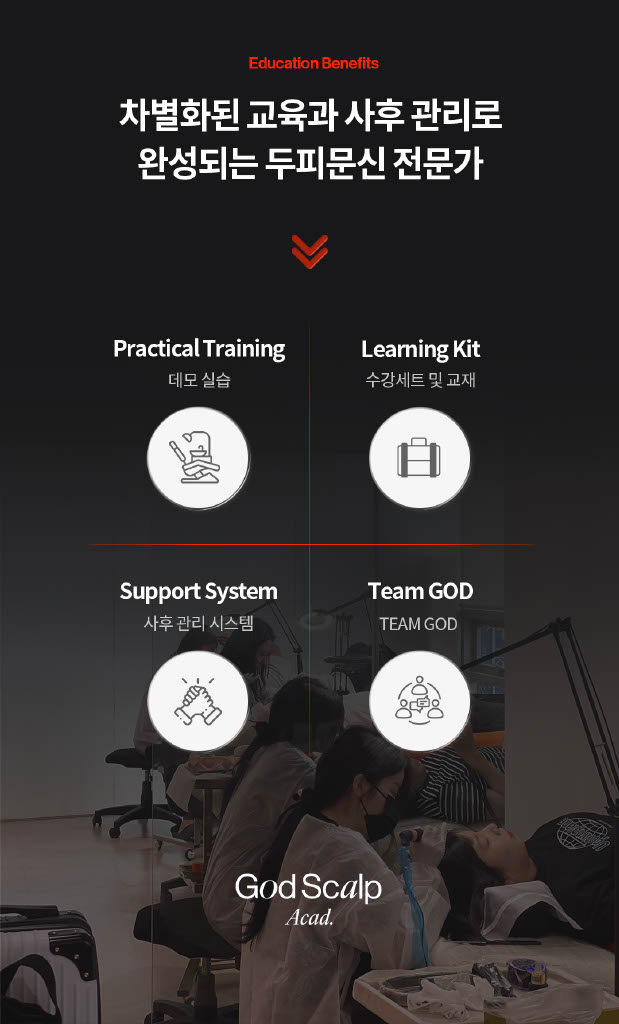 Education Benefits
차별화된 교육과 사후 관리로
완성되는 두피문신 전문가
Practical Training
데모 실습
Learning Kit
수강세트 및 교재
Support System
사후 관리 시스템
Team GOD
TEAM GOD
God Scalp
Acad.